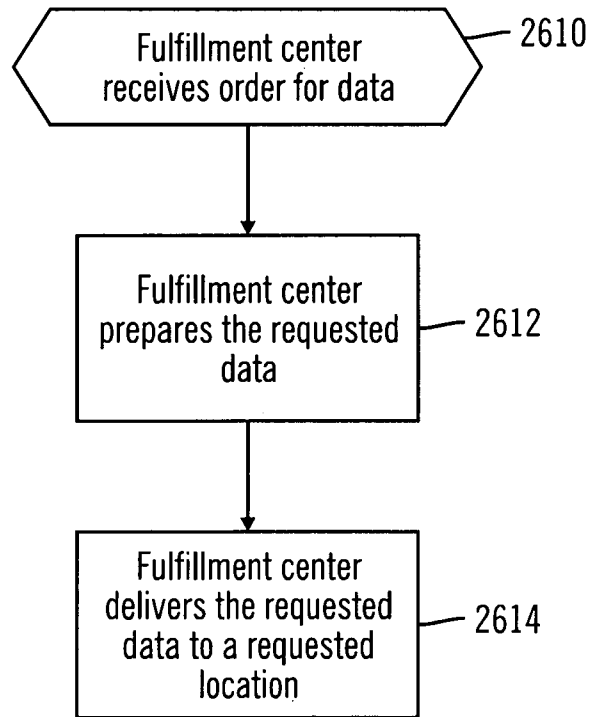 Fulfillment center
receives order for data
2610
Fulfillment center
prepares the requested
data
2612
Fulfillment center
delivers the requested
data to a requested
location
2614